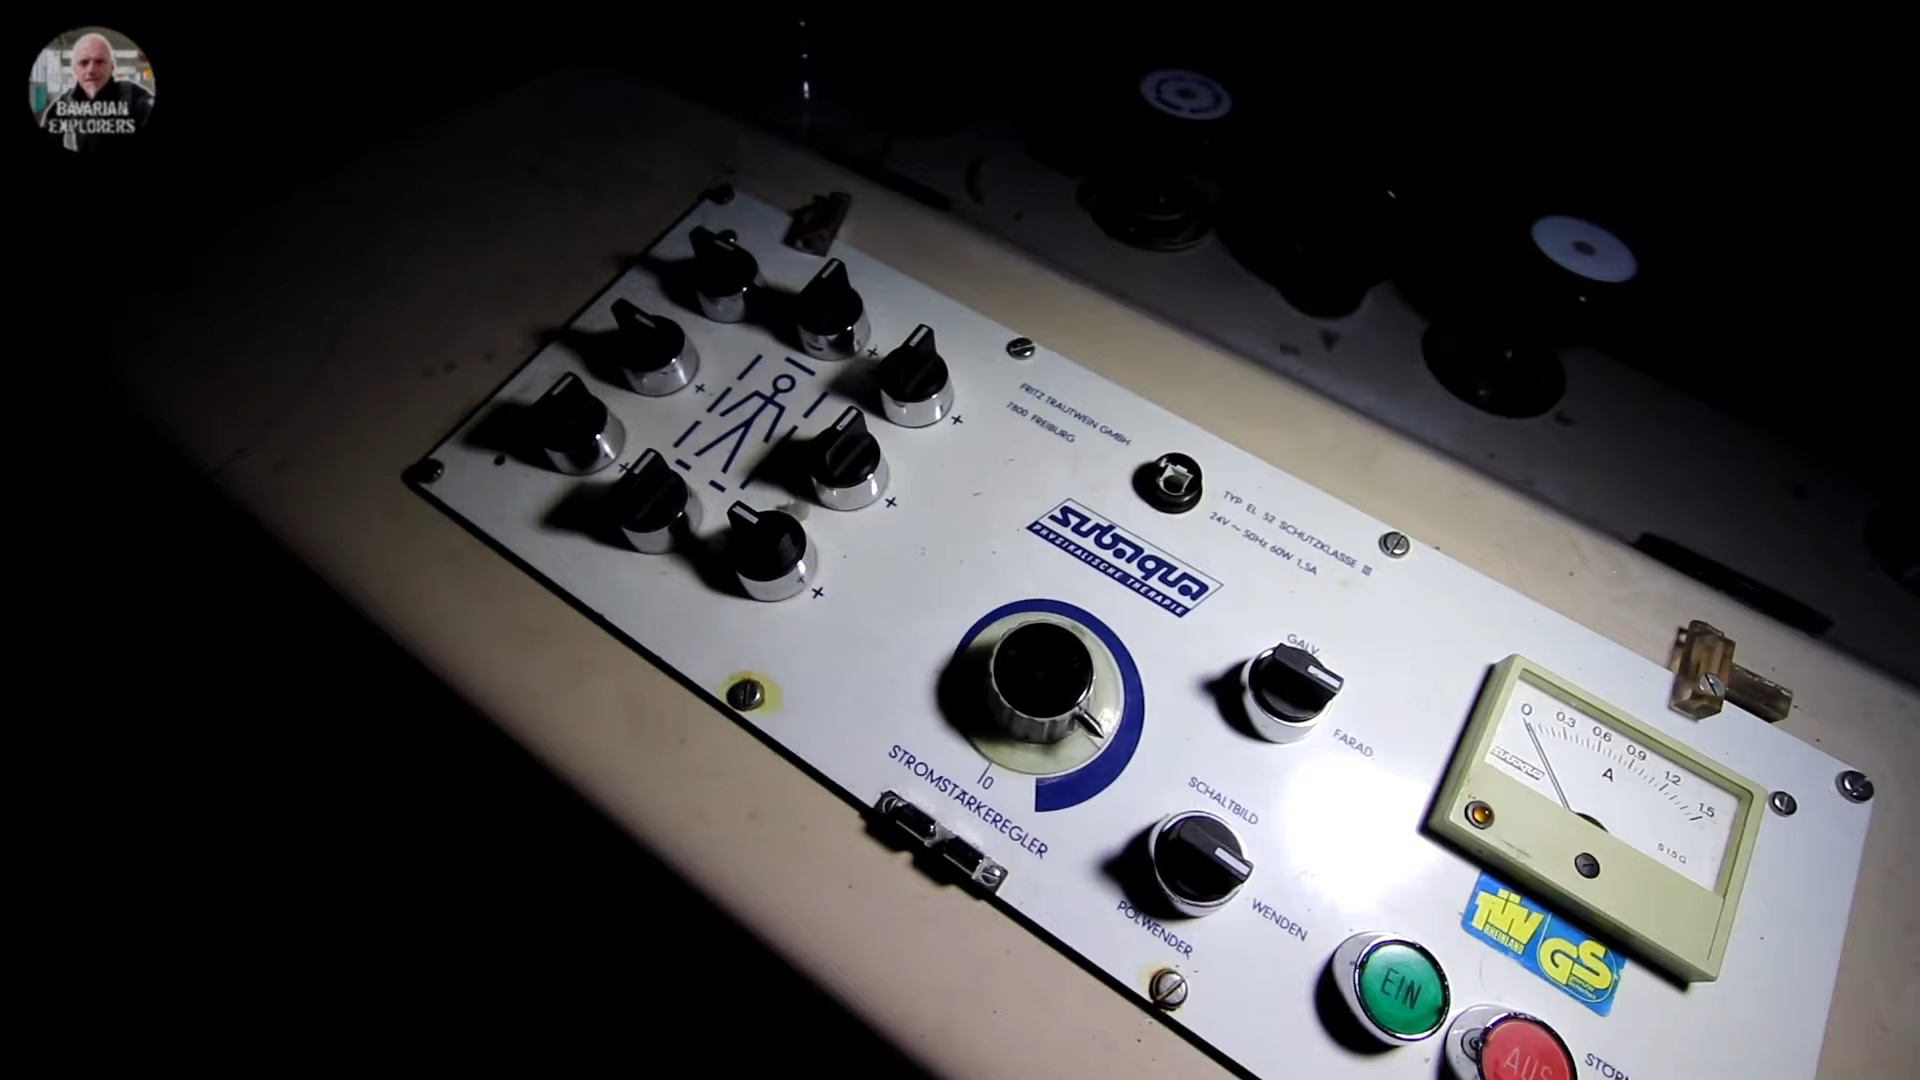 BAVARIAN
EXPLORERS
FRITZ TRAUTWEIN GMBH
7800 FREIBURG
TYP EL 52 SCHUTZKLASSE III
24V ~ 50Hz 60W 1,5A
subaqua
PHYSIKALISCHE THERAPIE
+
+
+
+
+
+
GALV.
FARAD.
0
STROMSTÄRKEREGLER
SCHALTBILD
WENDEN
POLWENDER
0 0.3 0.6 0.9 1.2 1.5
A
subaqua
TÜV
RHEINLAND
GS
EIN
AUS